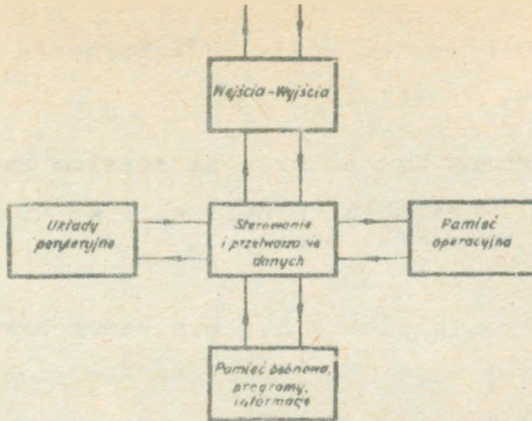 Wejścia-Wyjścia
Układy
peryferyjne
Sterowanie
i przetwarzanie
danych
Pamięć
operacyjna
Pamięć bębnowa,
programy,
informacje